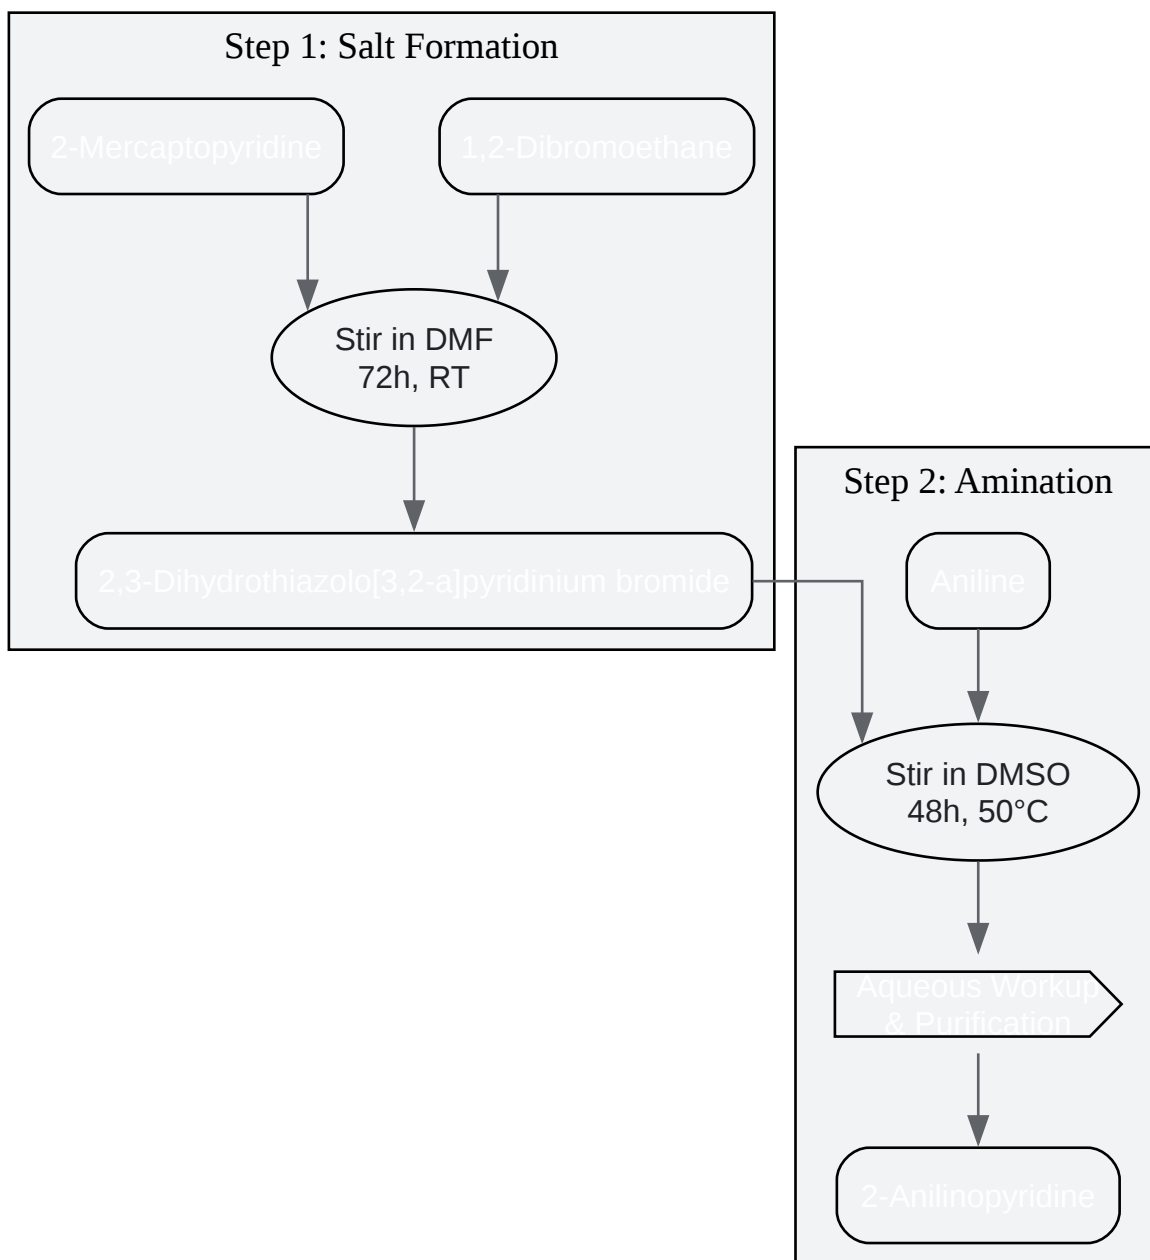 Step 1: Salt Formation
2-Mercaptopyridine
1,2-Dibromoethane
Stir in DMF
72h, RT
2,3-Dihydrothiazolo[3,2-a]pyridinium bromide
Step 2: Amination
Aniline
Stir in DMSO
48h, 50°C
Aqueous Workup
& Purification
2-Anilinopyridine